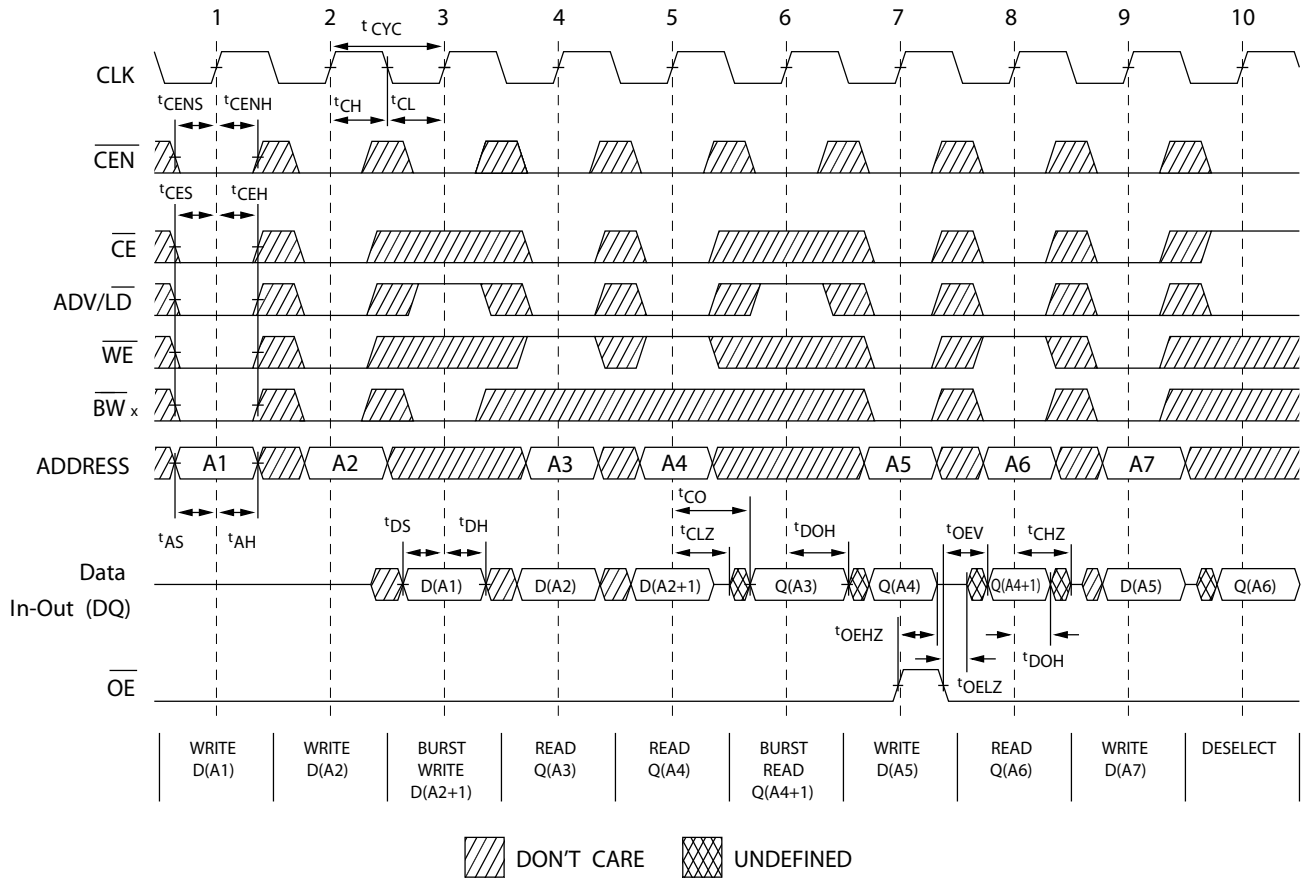 1 2 3 4 5 6 7 8 9 10
t CYC
CLK
tCENS tCENH tCH tCL
CEN
tCES tCEH
CE
ADV/LD
WE
BW x
ADDRESS A1 A2 A3 A4 A5 A6 A7
tCO
tAS tAH tDS tDH tCLZ tDOH tOEV tCHZ
Data
In-Out (DQ)
D(A1) D(A2) D(A2+1) Q(A3) Q(A4) Q(A4+1) D(A5) Q(A6)
tOEHZ tDOH
tOELZ
OE
WRITE
D(A1)
WRITE
D(A2)
BURST
WRITE
D(A2+1)
READ
Q(A3)
READ
Q(A4)
BURST
READ
Q(A4+1)
WRITE
D(A5)
READ
Q(A6)
WRITE
D(A7)
DESELECT
DON'T CARE UNDEFINED